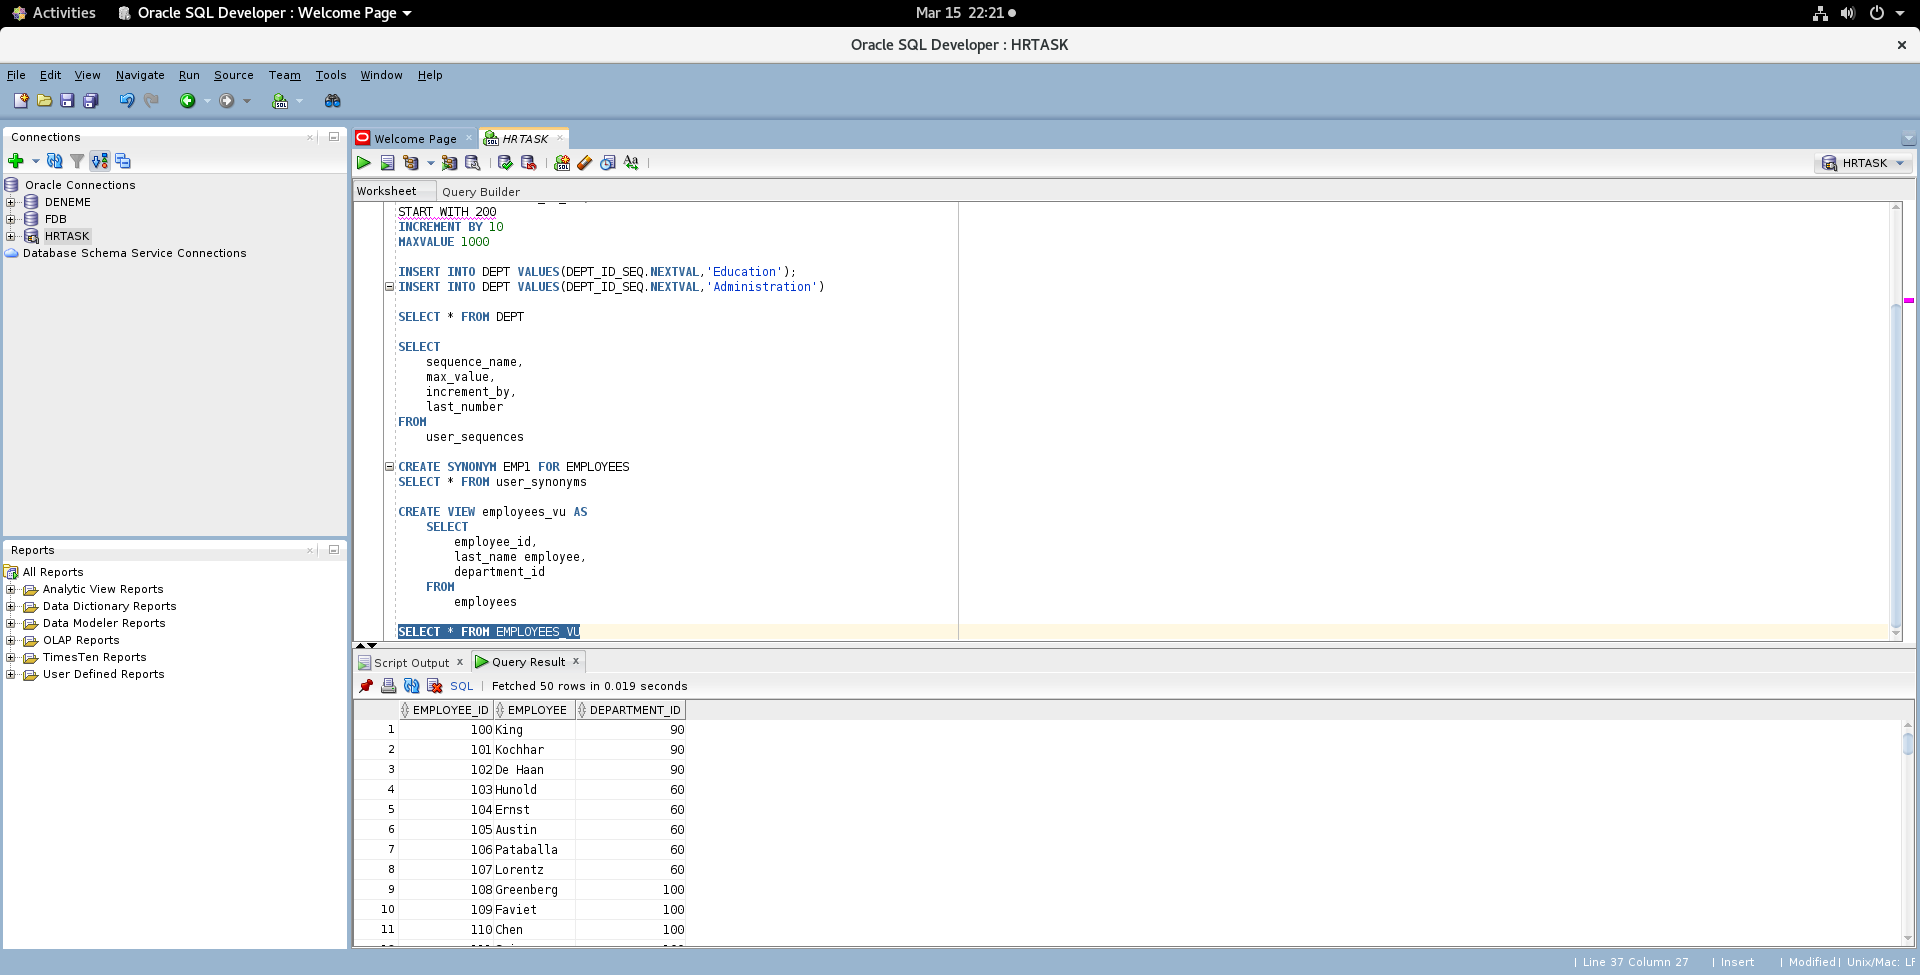 Activities
Oracle SQL Developer : Welcome Page
Mar 15 22:21
Oracle SQL Developer : HRTASK
File Edit View Navigate Run Source Team Tools Window Help
Connections
Oracle Connections
DENEME
FDB
HRTASK
Database Schema Service Connections
Reports
All Reports
Analytic View Reports
Data Dictionary Reports
Data Modeler Reports
OLAP Reports
TimesTen Reports
User Defined Reports
Welcome Page
HRTASK
HRTASK
Worksheet Query Builder
START WITH 200
INCREMENT BY 10
MAXVALUE 1000
INSERT INTO DEPT VALUES(DEPT_ID_SEQ.NEXTVAL,'Education');
INSERT INTO DEPT VALUES(DEPT_ID_SEQ.NEXTVAL,'Administration')
SELECT * FROM DEPT
SELECT
sequence_name,
max_value,
increment_by,
last_number
FROM
user_sequences
CREATE SYNONYM EMP1 FOR EMPLOYEES
SELECT * FROM user_synonyms
CREATE VIEW employees_vu AS
SELECT
employee_id,
last_name employee,
department_id
FROM
employees
SELECT * FROM EMPLOYEES_VU
Script Output x Query Result x
SQL | Fetched 50 rows in 0.019 seconds
EMPLOYEE_ID EMPLOYEE DEPARTMENT_ID
1 100 King 90
2 101 Kochhar 90
3 102 De Haan 90
4 103 Hunold 60
5 104 Ernst 60
6 105 Austin 60
7 106 Pataballa 60
8 107 Lorentz 60
9 108 Greenberg 100
10 109 Faviet 100
11 110 Chen 100
| Line 37 Column 27 | Insert | Modified| Unix/Mac: LF